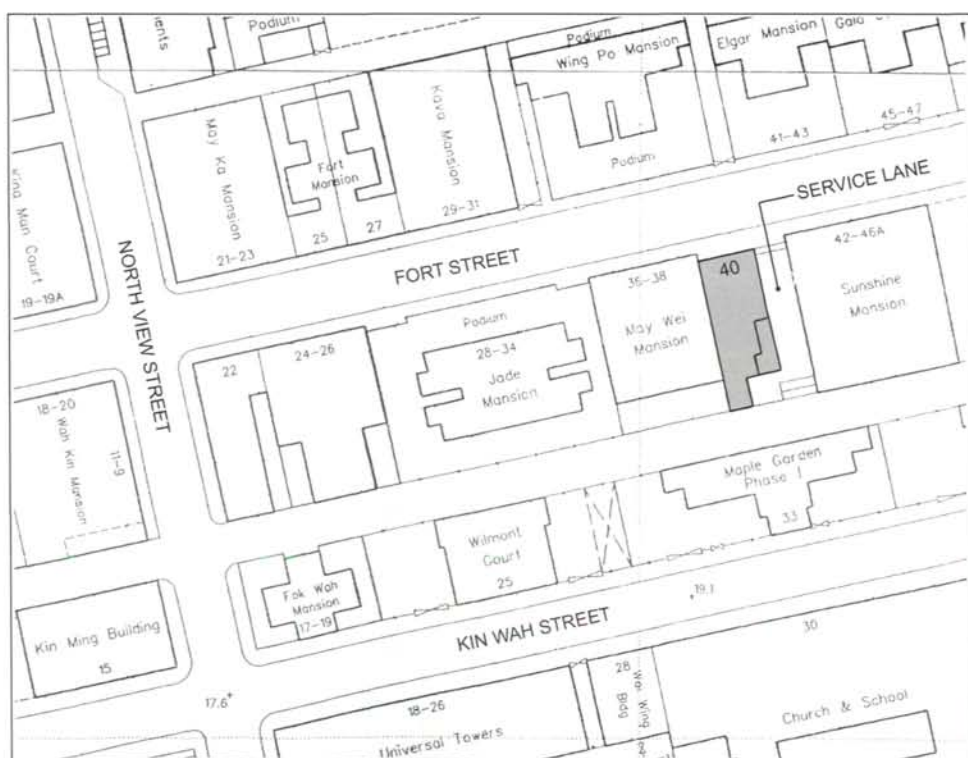 Podium
Podium
Wing Po Mansion
Elgar Mansion
45-47
41-43
Podium
May Ka Mansion
21-23
Fort
Mansion
25
27
Kava Mansion
29-31
SERVICE LANE
King Man Court
19-19A
NORTH VIEW STREET
FORT STREET
42-46A
Sunshine
Mansion
40
36-38
May Wei
Mansion
Podium
28-34
Jade
Mansion
24-26
22
18-20
Wah Kin Mansion
11-9
Maple Garden
Phase 1
33
Wilmont
Court
25
Fok Wah
Mansion
17-19
KIN WAH STREET
19.1
Kin Ming Building
15
17.6
18-26
Universal Towers
28
Wai Wing
Bldg
30
Church & School